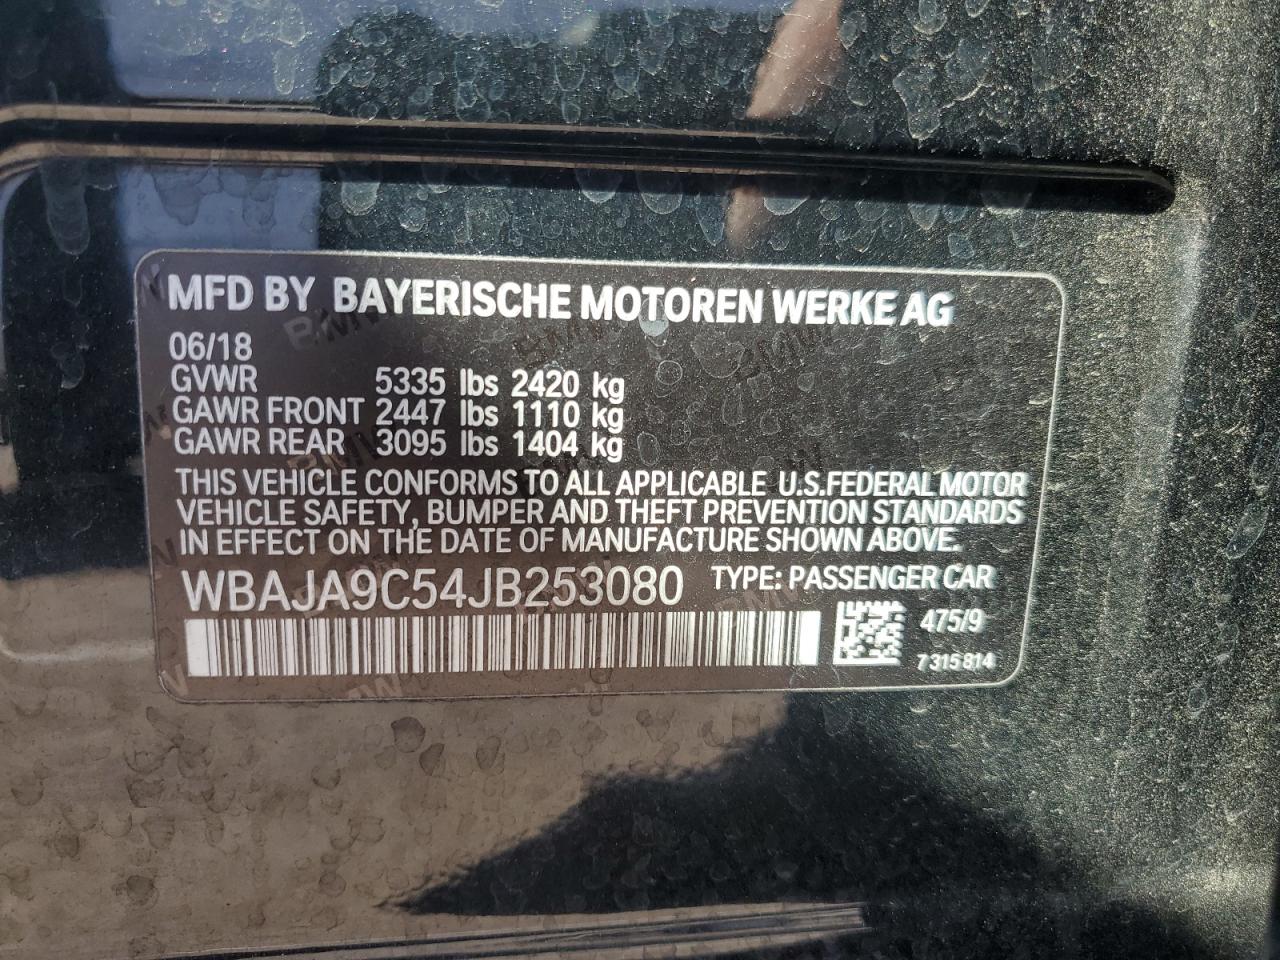 MFD BY BAYERISCHE MOTOREN WERKE AG
06/18
GVWR 5335 lbs 2420 kg
GAWR FRONT 2447 lbs 1110 kg
GAWR REAR 3095 lbs 1404 kg
THIS VEHICLE CONFORMS TO ALL APPLICABLE U.S.FEDERAL MOTOR
VEHICLE SAFETY, BUMPER AND THEFT PREVENTION STANDARDS
IN EFFECT ON THE DATE OF MANUFACTURE SHOWN ABOVE.
WBAJA9C54JB253080 TYPE: PASSENGER CAR
475/9
7 315 814